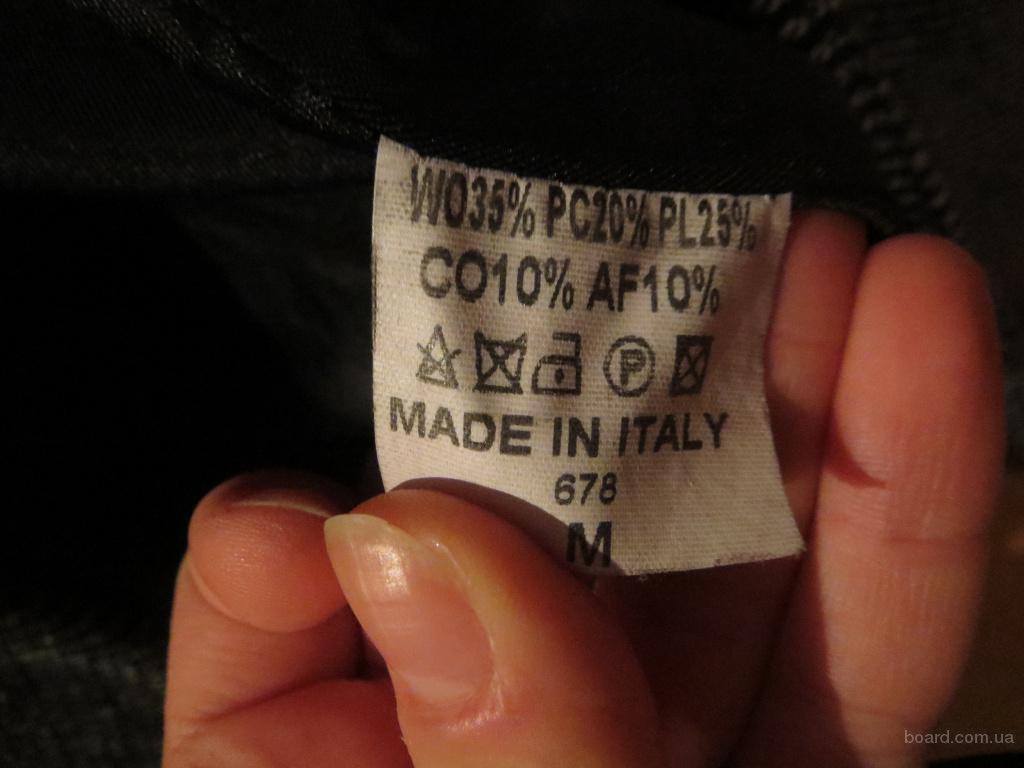 WO35% PC20% PL25%
CO10% AF10%
P
MADE IN ITALY
678
M
board.com.ua